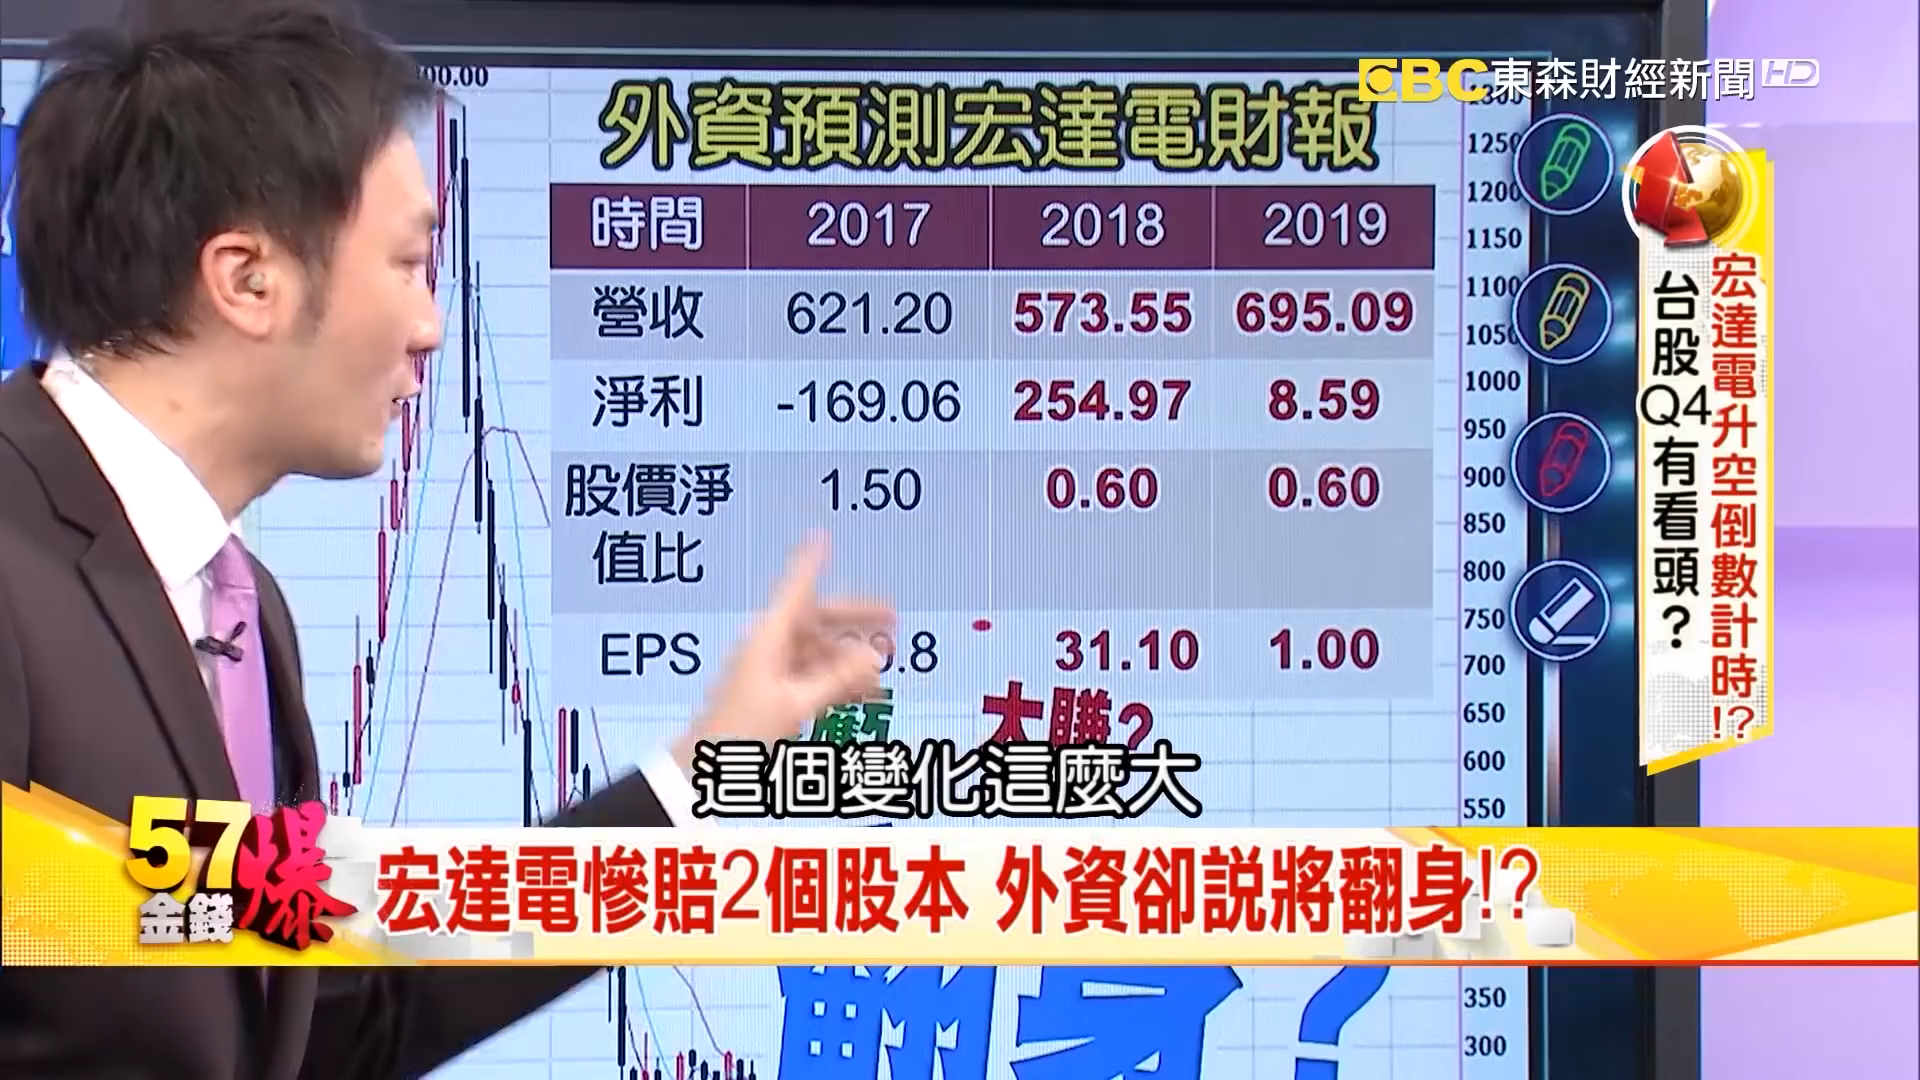 EBC 東森財經新聞 HD
外資預測宏達電財報
時間 2017 2018 2019
營收 621.20 573.55 695.09
淨利 -169.06 254.97 8.59
股價淨值比 1.50 0.60 0.60
EPS 31.10 1.00
虧 大賺?
1250
1200
1150
1100
1050
1000
950
900
850
800
750
700
650
600
550
350
300
宏達電升空倒數計時!?
台股Q4有看頭?
這個變化這麼大
57金錢爆
宏達電慘賠2個股本 外資卻説將翻身!?
翻身?